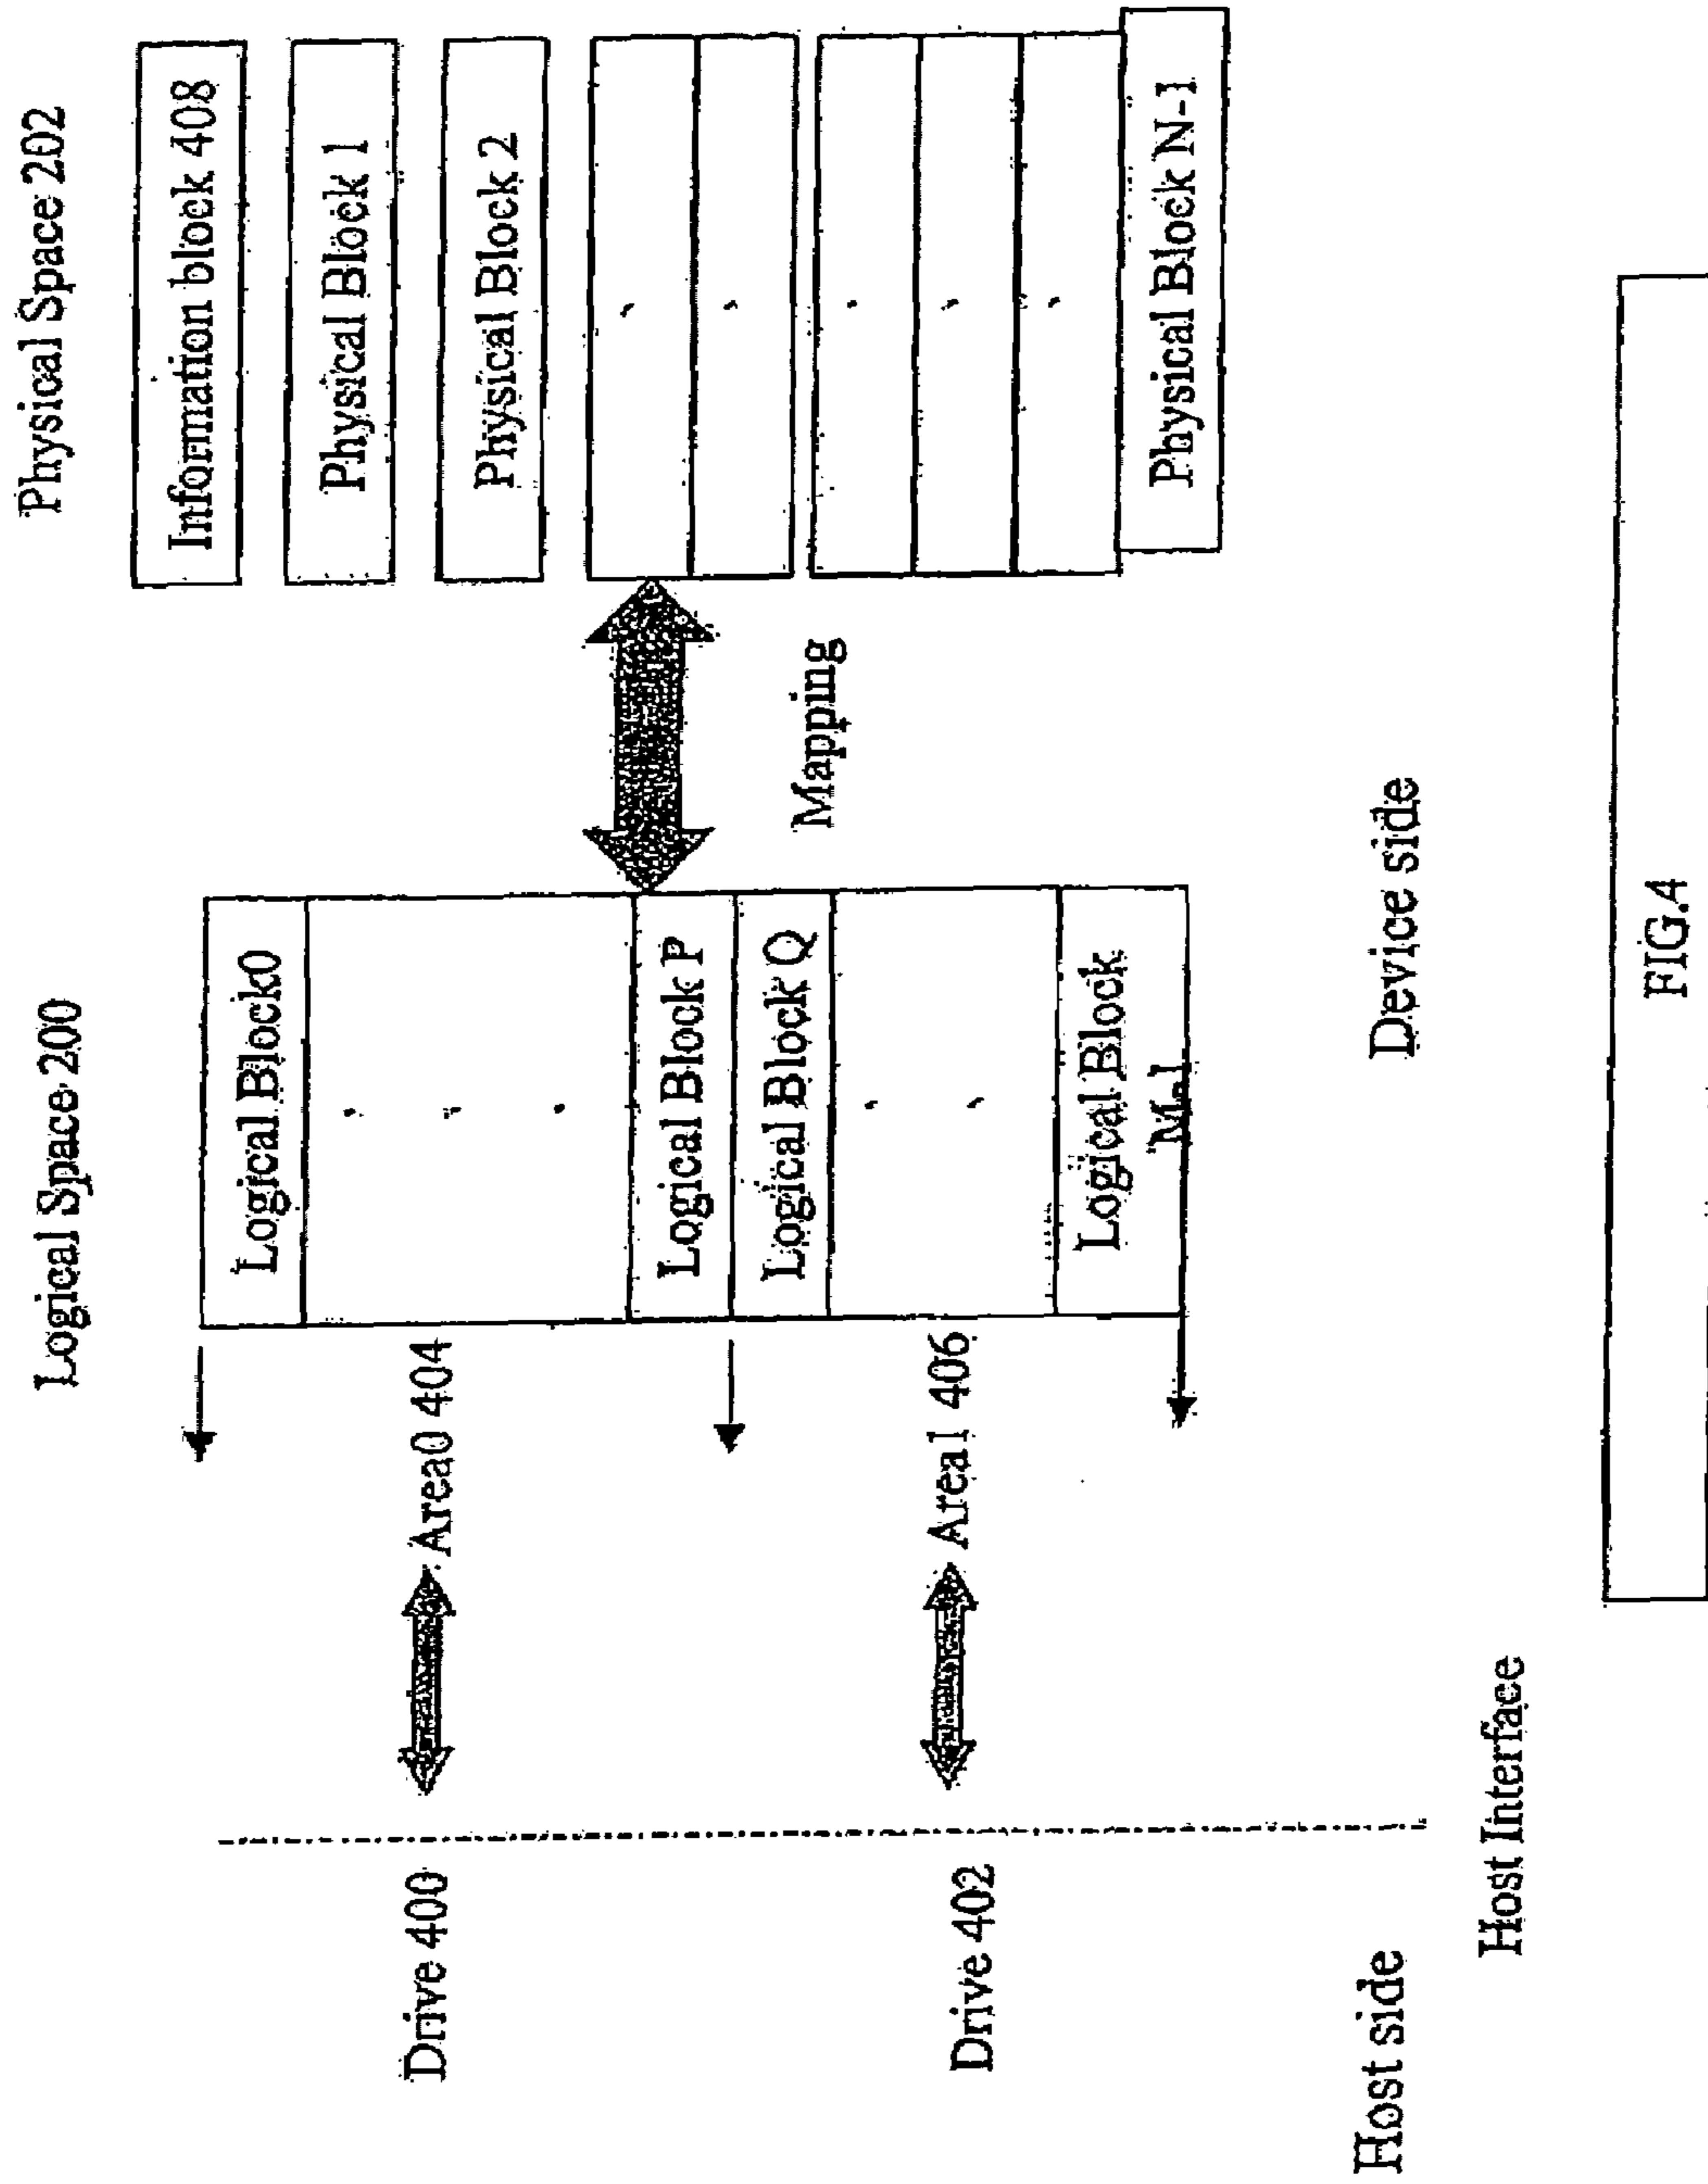 Logical Space 200
Physical Space 202
Logical Block0
Logical Block P
Logical Block Q
Logical Block
M-1
Information block 408
Physical Block 1
Physical Block 2
Physical Block N-1
Mapping
Drive 400
Area0 404
Drive 402
Area1 406
Host side
Host Interface
Device side
FIG.4